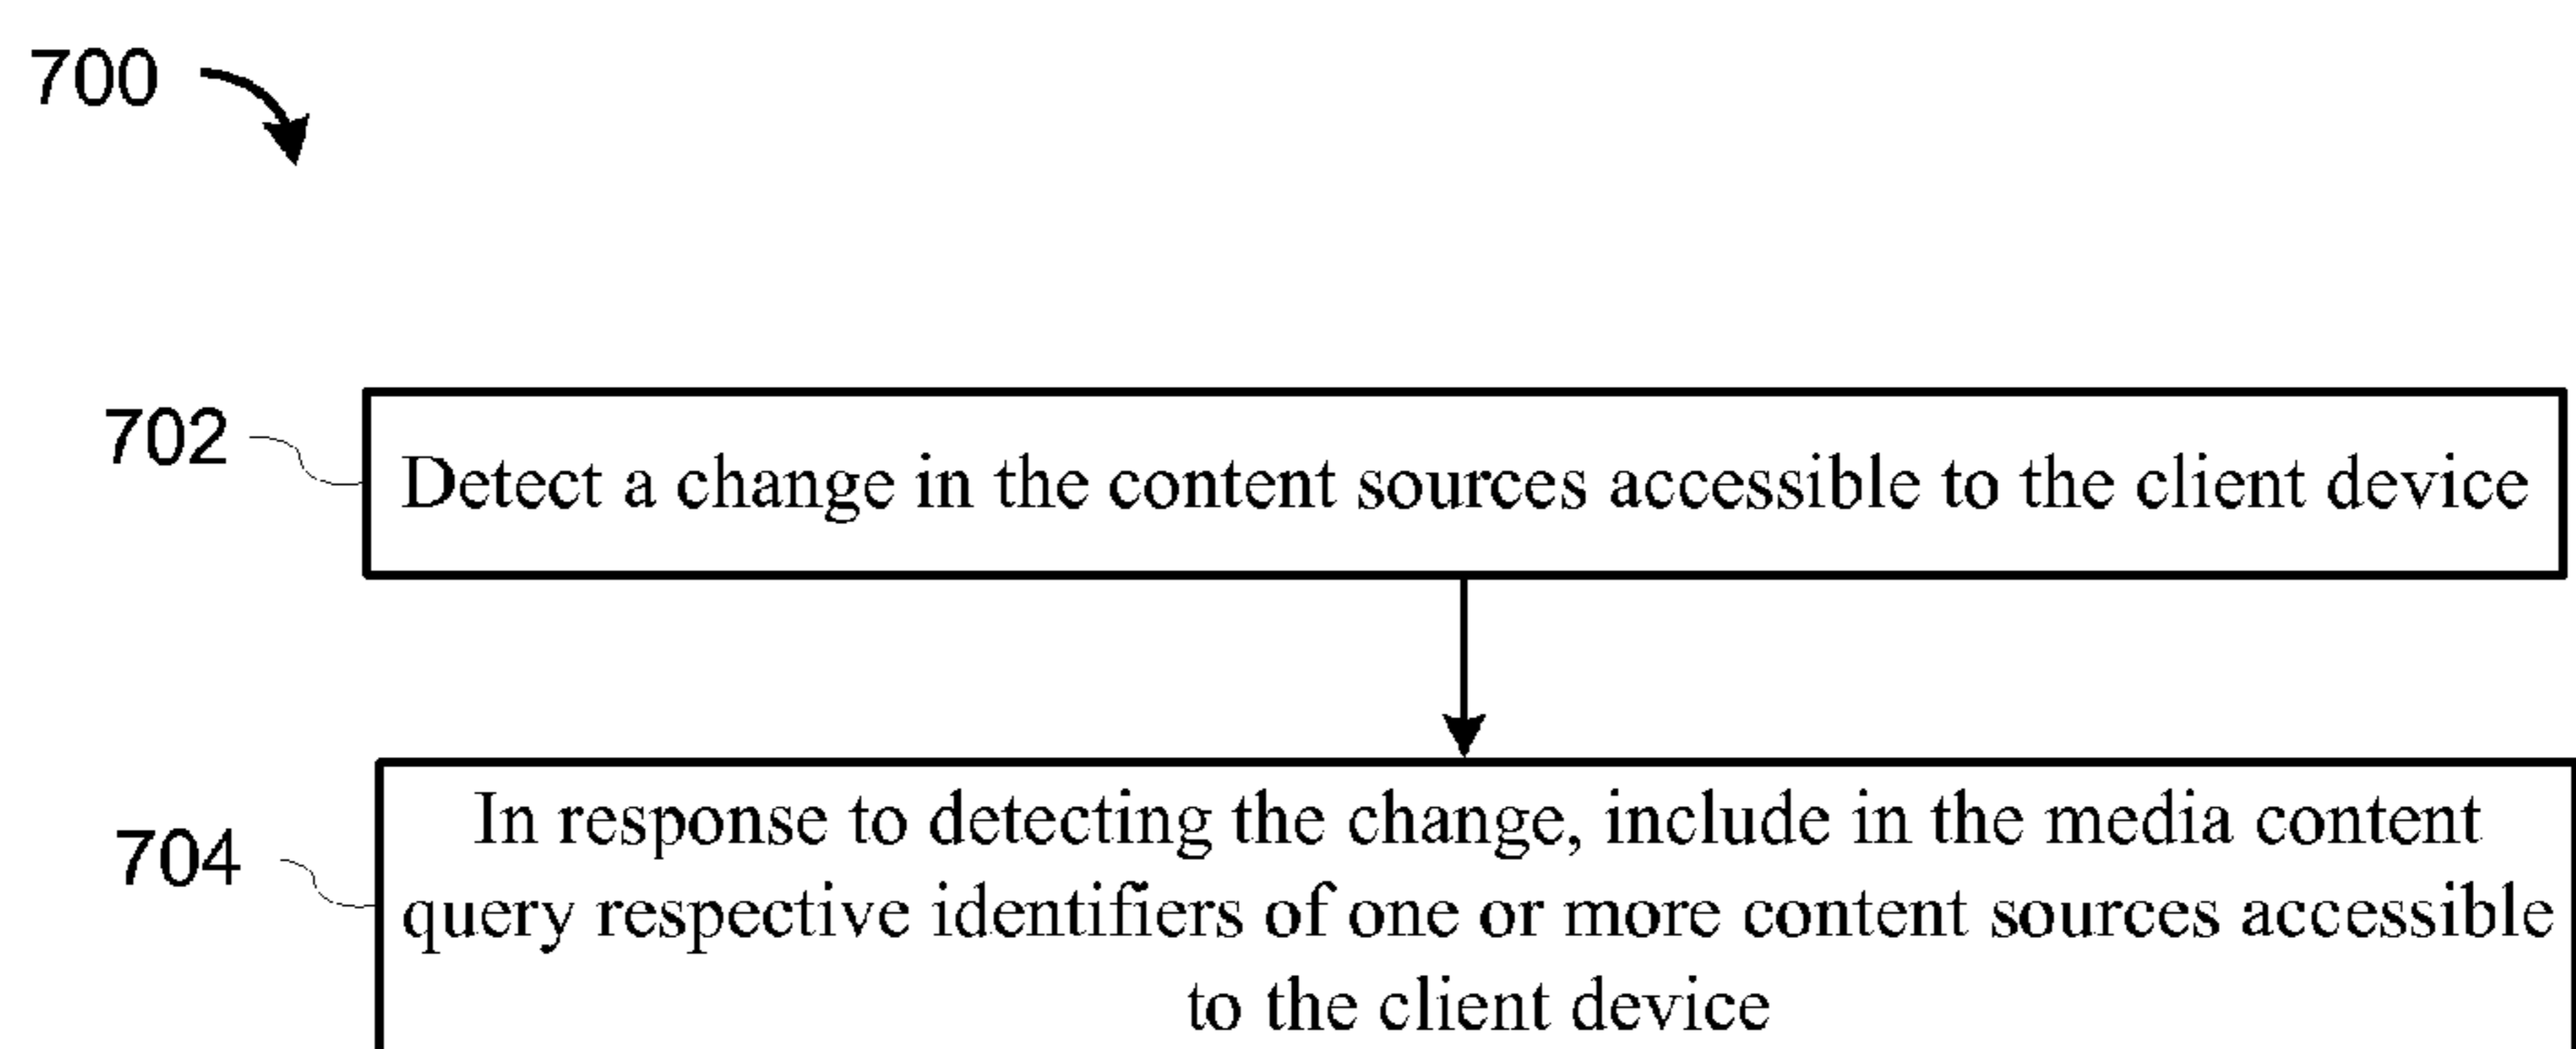 700
702
Detect a change in the content sources accessible to the client device
704
In response to detecting the change, include in the media content
query respective identifiers of one or more content sources accessible
to the client device